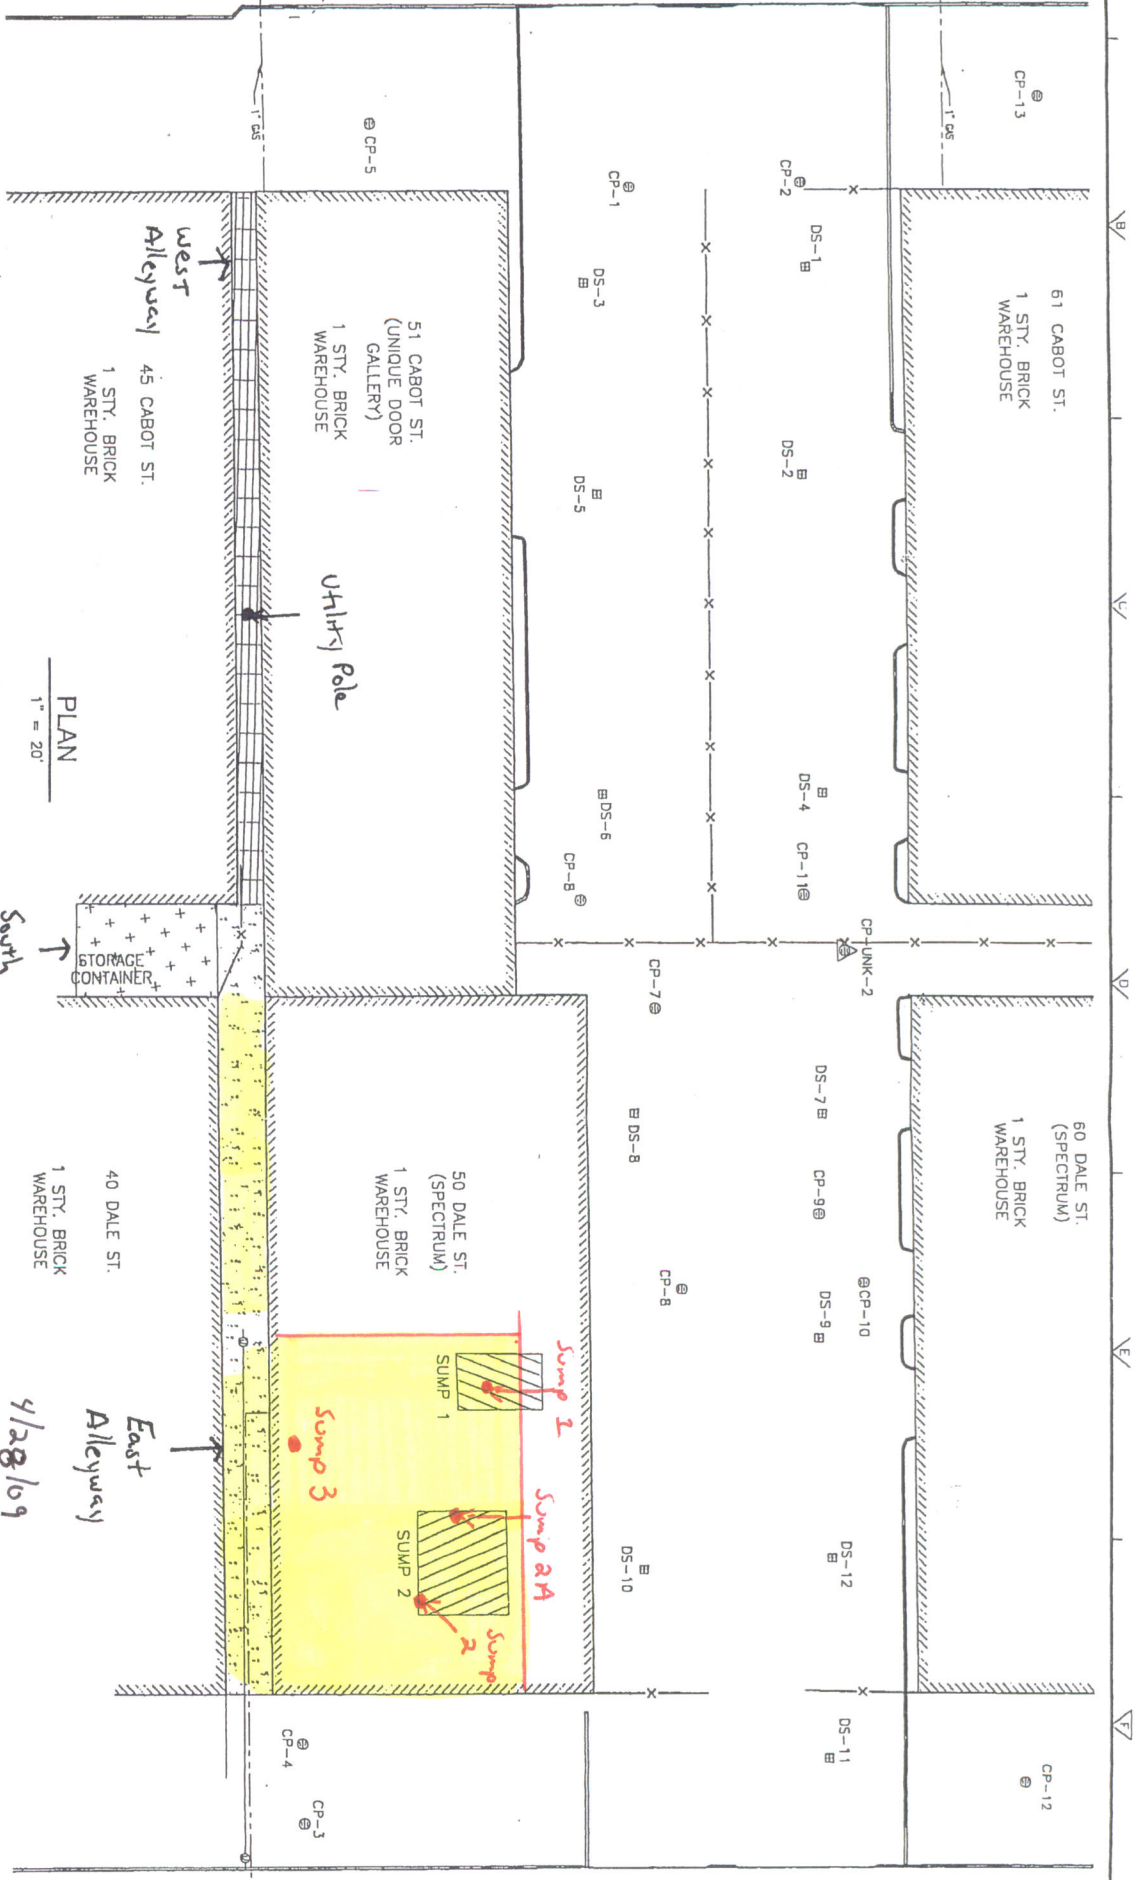 CP-13
1" GAS
1" GAS
CP-5
CP-1
CP-2
DS-1
DS-3
B
61 CABOT ST.
1 STY. BRICK
WAREHOUSE
51 CABOT ST.
(UNIQUE DOOR
GALLERY)
1 STY. BRICK
WAREHOUSE
West
Alleyway
45 CABOT ST.
1 STY. BRICK
WAREHOUSE
DS-2
DS-5
C
Utility Pole
PLAN
1" = 20'
DS-4
DS-6
CP-11
CP-8
CP-UNK-2
D
South
STORAGE
CONTAINER
CP-7
DS-7
DS-8
60 DALE ST.
(SPECTRUM)
1 STY. BRICK
WAREHOUSE
50 DALE ST.
(SPECTRUM)
1 STY. BRICK
WAREHOUSE
40 DALE ST.
1 STY. BRICK
WAREHOUSE
CP-9
CP-8
CP-10
DS-9
E
Sump 1
SUMP 1
Sump 3
Sump 2A
SUMP 2
Sump
2
East
Alleyway
4/28/09
DS-12
DS-10
DS-11
F
CP-12
CP-4
CP-3